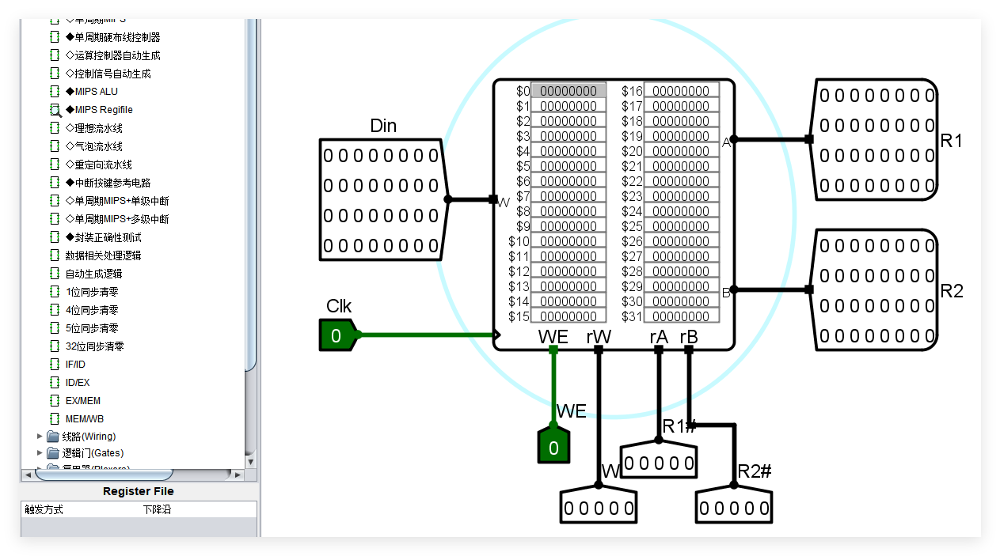 ◇单周期MIPS
◆单周期硬布线控制器
◇运算控制器自动生成
◇控制信号自动生成
◆MIPS ALU
◆MIPS Regifile
◇理想流水线
◇气泡流水线
◇重定向流水线
◆中断按键参考电路
◇单周期MIPS+单级中断
◇单周期MIPS+多级中断
◆封装正确性测试
数据相关处理逻辑
自动生成逻辑
1位同步清零
4位同步清零
5位同步清零
32位同步清零
IF/ID
ID/EX
EX/MEM
MEM/WB
线路(Wiring)
逻辑门(Gates)
复用器(Plexers)
Register File
触发方式 下降沿
Din
0 0 0 0 0 0 0 0
0 0 0 0 0 0 0 0
0 0 0 0 0 0 0 0
0 0 0 0 0 0 0 0
Clk
0
W
$0 00000000 $16 00000000
$1 00000000 $17 00000000
$2 00000000 $18 00000000
$3 00000000 $19 00000000
$4 00000000 $20 00000000
$5 00000000 $21 00000000
$6 00000000 $22 00000000
$7 00000000 $23 00000000
$8 00000000 $24 00000000
$9 00000000 $25 00000000
$10 00000000 $26 00000000
$11 00000000 $27 00000000
$12 00000000 $28 00000000
$13 00000000 $29 00000000
$14 00000000 $30 00000000
$15 00000000 $31 00000000
A
B
WE rW rA rB
0 0 0 0 0 0 0 0
0 0 0 0 0 0 0 0
0 0 0 0 0 0 0 0
0 0 0 0 0 0 0 0
R1
0 0 0 0 0 0 0 0
0 0 0 0 0 0 0 0
0 0 0 0 0 0 0 0
0 0 0 0 0 0 0 0
R2
WE
0
R1#
0 0 0 0 0
W
0 0 0 0 0
R2#
0 0 0 0 0